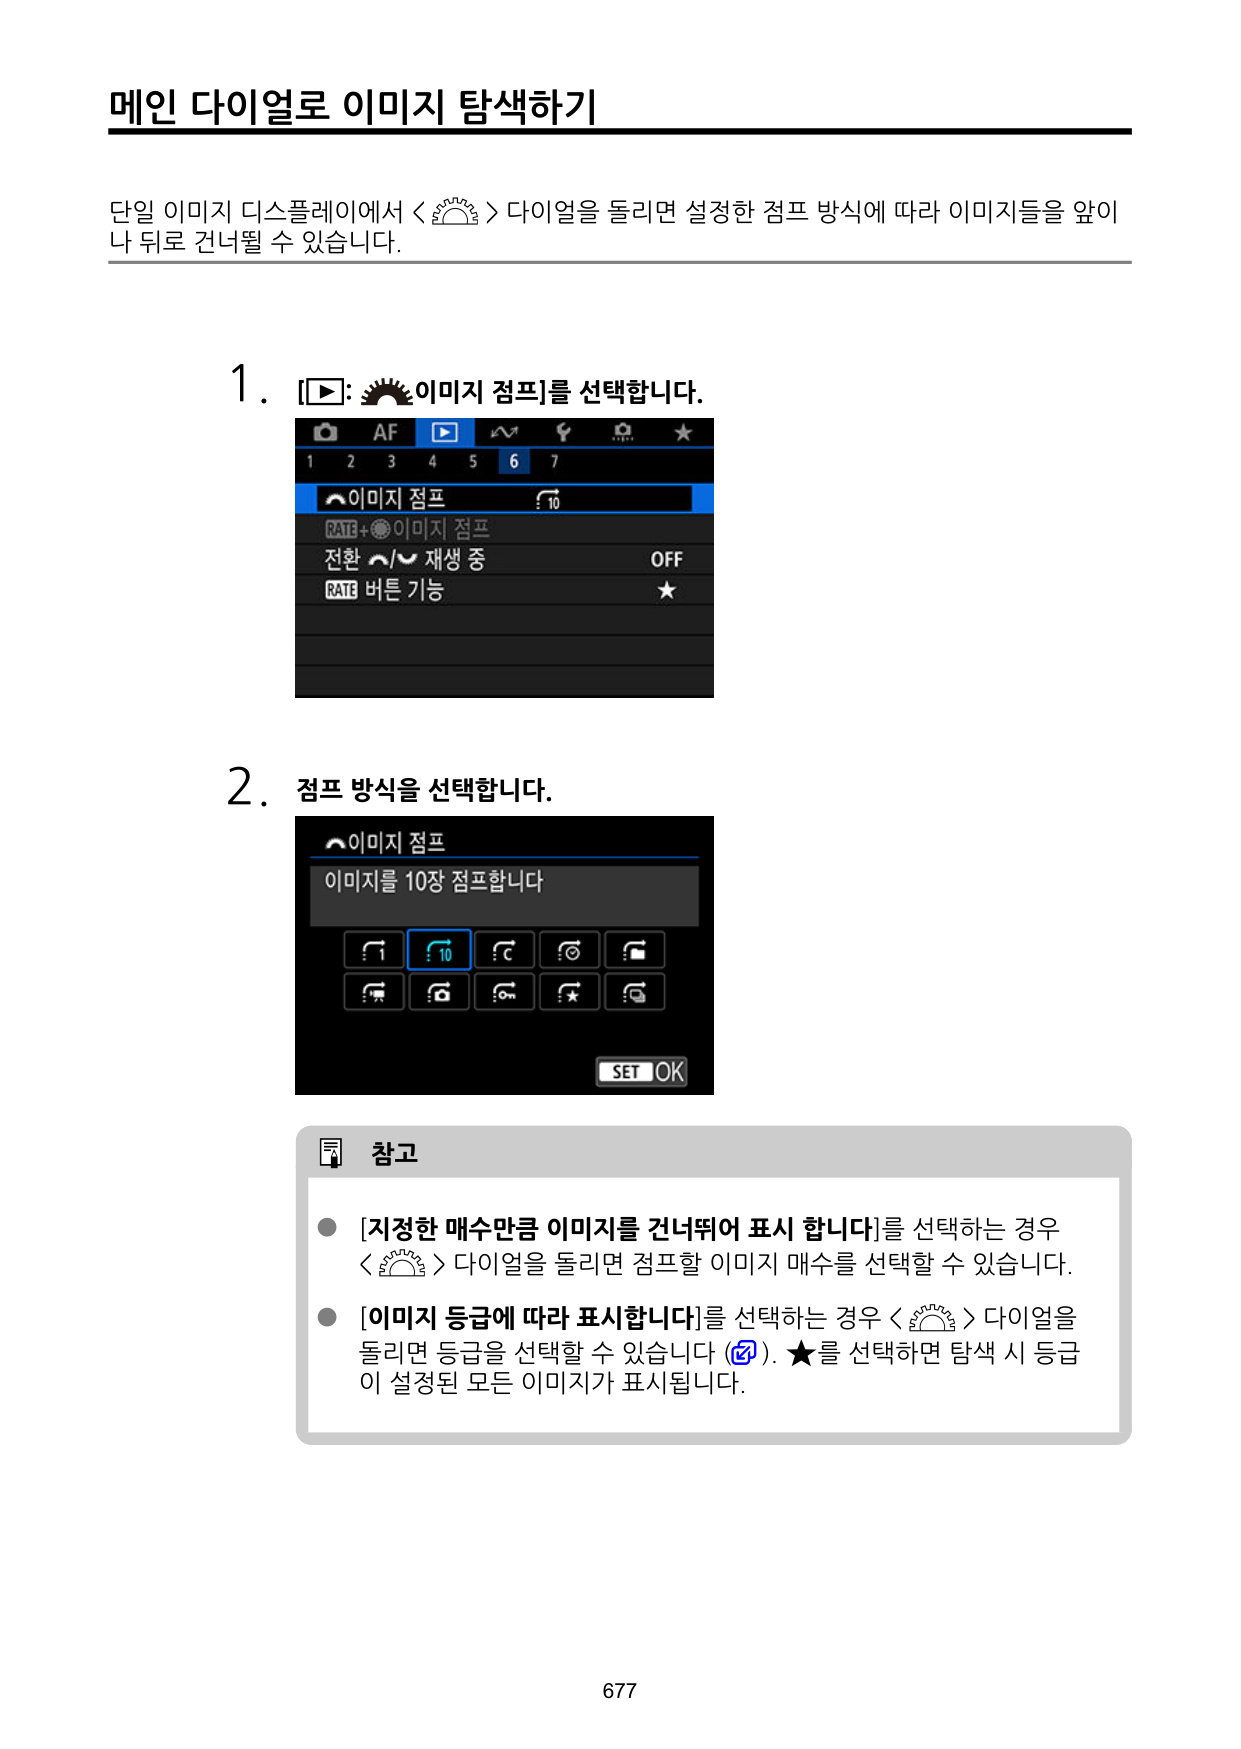 메인 다이얼로 이미지 탐색하기
단일 이미지 디스플레이에서 < > 다이얼을 돌리면 설정한 점프 방식에 따라 이미지들을 앞이
나 뒤로 건너뛸 수 있습니다.
1. [▶: 이미지 점프]를 선택합니다.
AF ★
1 2 3 4 5 6 7
이미지 점프 10
RATE+이미지 점프
전환 / 재생 중 OFF
RATE 버튼 기능 ★
2. 점프 방식을 선택합니다.
이미지 점프
이미지를 10장 점프합니다
1 10 C
★
SET OK
참고
● [지정한 매수만큼 이미지를 건너뛰어 표시 합니다]를 선택하는 경우
< > 다이얼을 돌리면 점프할 이미지 매수를 선택할 수 있습니다.
● [이미지 등급에 따라 표시합니다]를 선택하는 경우 < > 다이얼을
돌리면 등급을 선택할 수 있습니다 ( ). ★를 선택하면 탐색 시 등급
이 설정된 모든 이미지가 표시됩니다.
677